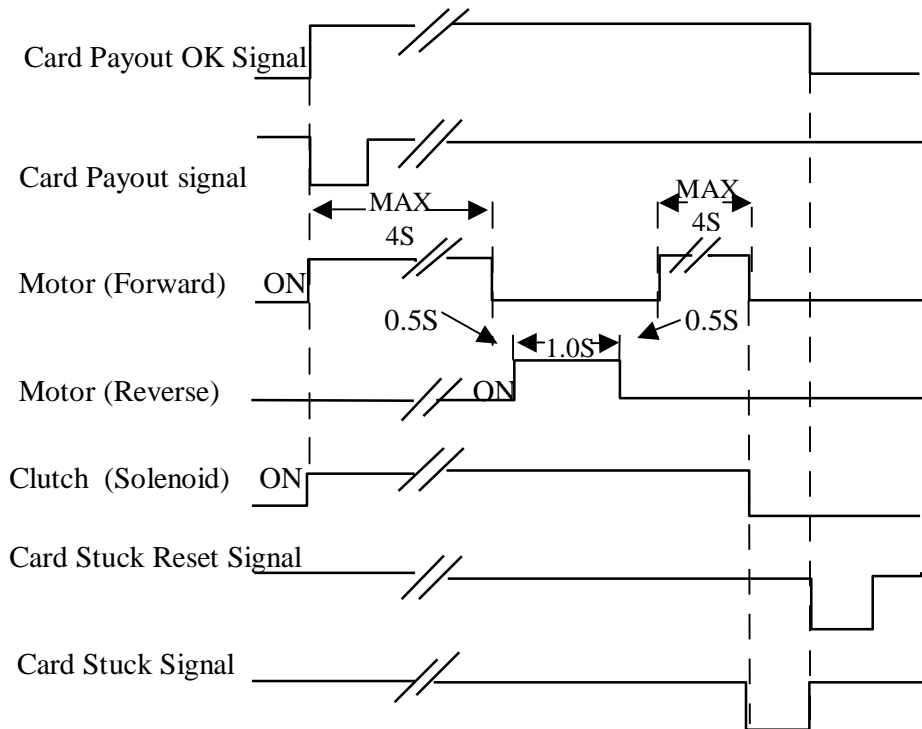 Card Payout OK Signal
Card Payout signal
MAX
4S
MAX
4S
Motor (Forward)
ON
0.5S
0.5S
1.0S
Motor (Reverse)
ON
Clutch (Solenoid)
ON
Card Stuck Reset Signal
Card Stuck Signal